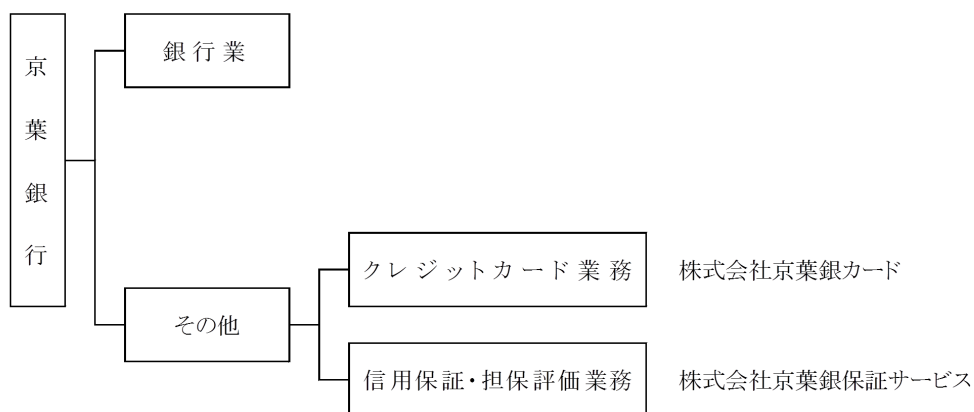 京葉銀行
銀行業
その他
クレジットカード業務
株式会社京葉銀カード
信用保証・担保評価業務
株式会社京葉銀保証サービス